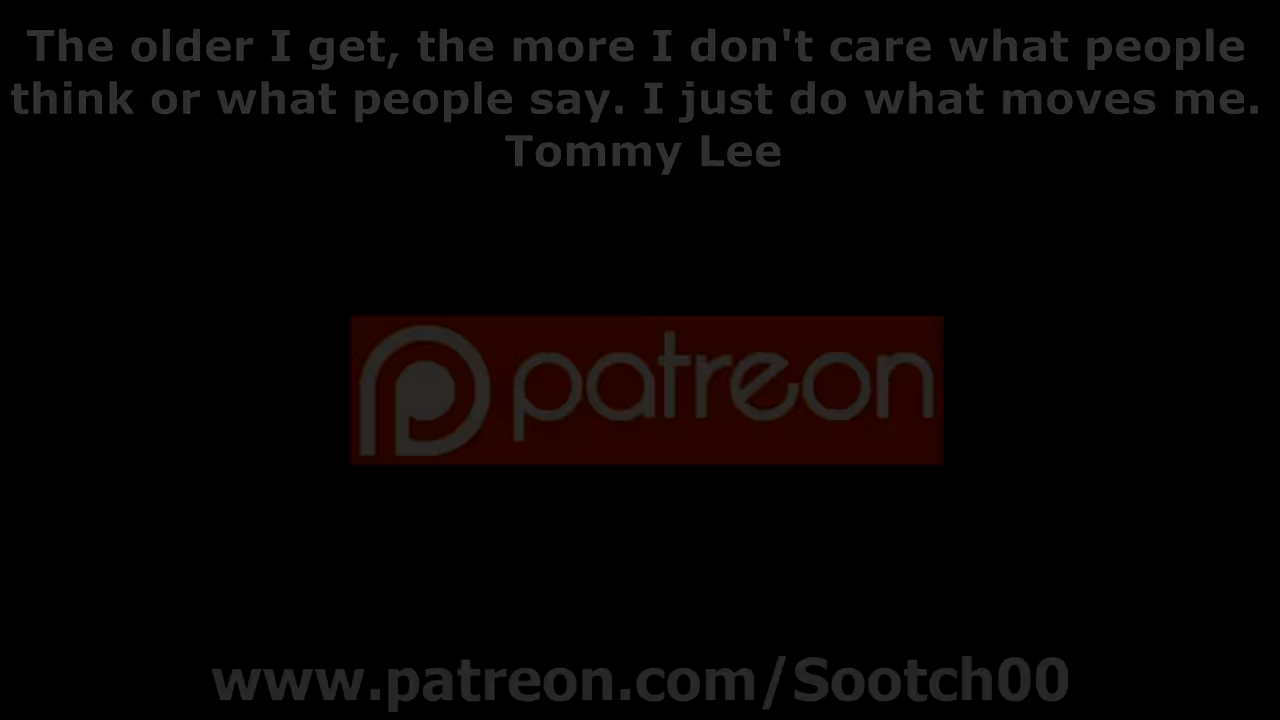 The older I get, the more I don't care what people
think or what people say. I just do what moves me.
Tommy Lee
patreon
www.patreon.com/Sootch00